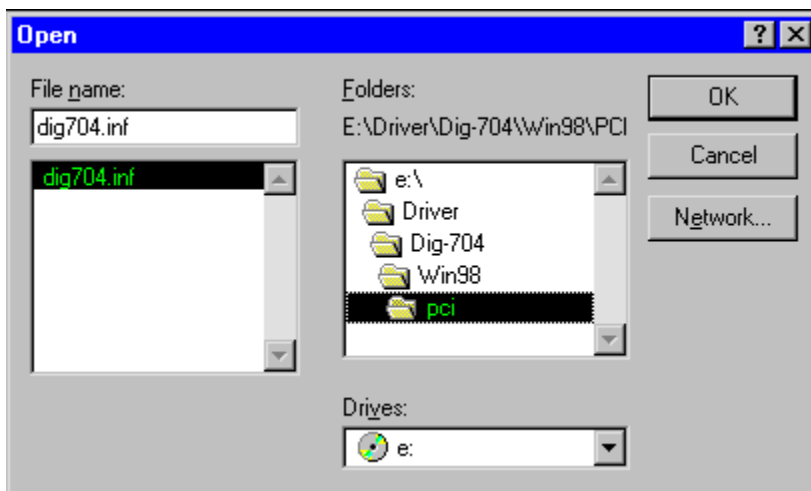 Open
File name:
dig704.inf
dig704.inf
Folders:
E:\Driver\Dig-704\Win98\PCI
e:\
Driver
Dig-704
Win98
pci
Drives:
e:
OK
Cancel
Network...